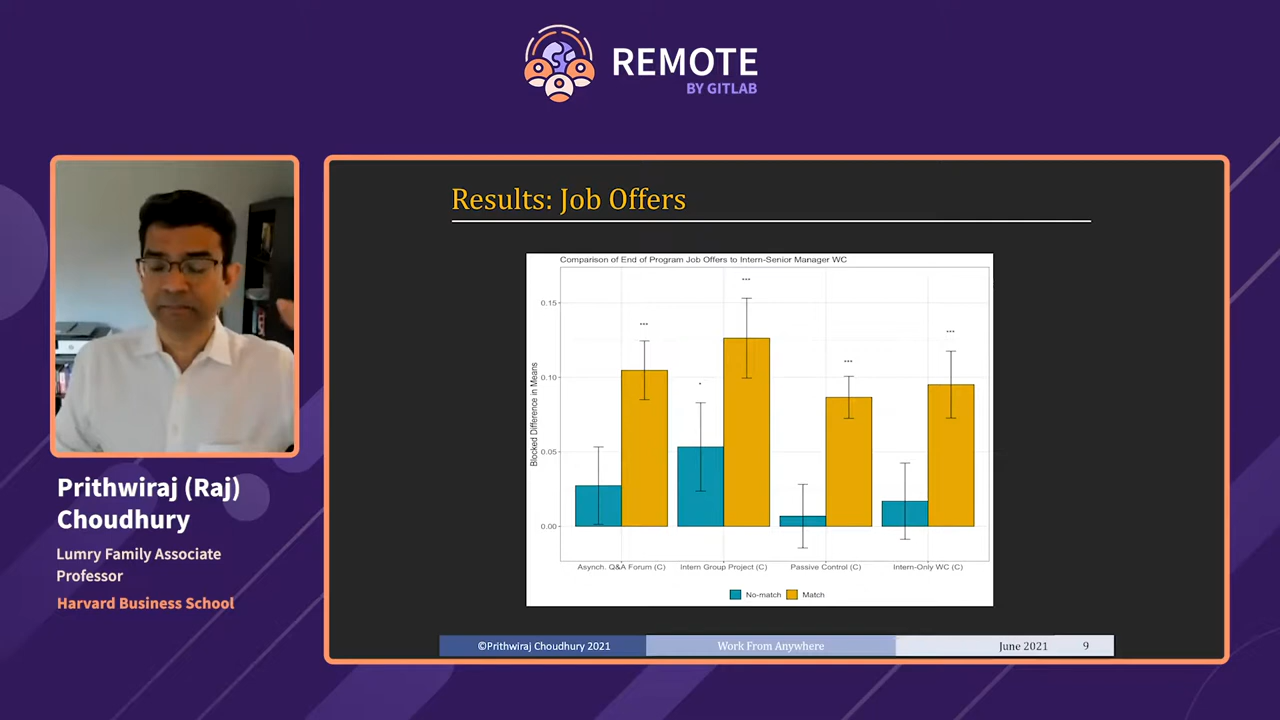 REMOTE
BY GITLAB
Results: Job Offers
Comparison of End of Program Job Offers to Intern-Senior Manager WC
Blocked Difference in Means
0.15
0.10
0.05
0.00
***
*
***
***
***
Asynch. Q&A Forum (C)
Intern Group Project (C)
Passive Control (C)
Intern-Only WC (C)
No-match
Match
©Prithwiraj Choudhury 2021
Work From Anywhere
June 2021
9
Prithwiraj (Raj)
Choudhury
Lumry Family Associate
Professor
Harvard Business School